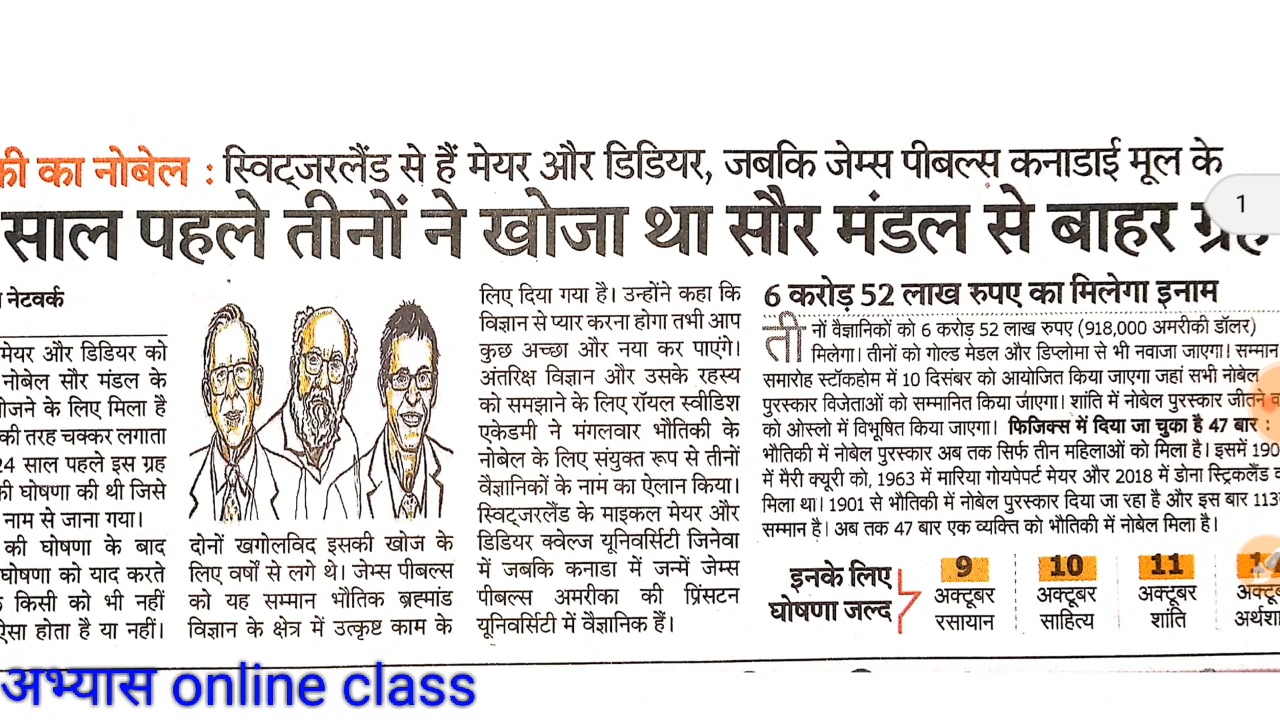 की का नोबेल : स्विट्जरलैंड से हैं मेयर और डिडियर, जबकि जेम्स पीबल्स कनाडाई मूल के
साल पहले तीनों ने खोजा था सौर मंडल से बाहर ग्रह
नेटवर्क
मेयर और डिडियर को
नोबेल सौर मंडल के
ोजने के लिए मिला है
की तरह चक्कर लगाता
24 साल पहले इस ग्रह
की घोषणा की थी जिसे
नाम से जाना गया।
की घोषणा के बाद
घोषणा को याद करते
किसी को भी नहीं
ऐसा होता है या नहीं।
दोनों खगोलविद इसकी खोज के
लिए वर्षों से लगे थे। जेम्स पीबल्स
को यह सम्मान भौतिक ब्रह्मांड
विज्ञान के क्षेत्र में उत्कृष्ट काम के
लिए दिया गया है। उन्होंने कहा कि
विज्ञान से प्यार करना होगा तभी आप
कुछ अच्छा और नया कर पाएंगे।
अंतरिक्ष विज्ञान और उसके रहस्य
को समझाने के लिए रॉयल स्वीडिश
एकेडमी ने मंगलवार भौतिकी के
नोबेल के लिए संयुक्त रूप से तीनों
वैज्ञानिकों के नाम का ऐलान किया।
स्विट्जरलैंड के माइकल मेयर और
डिडियर क्वेल्ज यूनिवर्सिटी जिनेवा
में जबकि कनाडा में जन्में जेम्स
पीबल्स अमरीका की प्रिंसटन
यूनिवर्सिटी में वैज्ञानिक हैं।
6 करोड़ 52 लाख रुपए का मिलेगा इनाम
तीनों वैज्ञानिकों को 6 करोड़ 52 लाख रुपए (918,000 अमरीकी डॉलर)
मिलेगा। तीनों को गोल्ड मेडल और डिप्लोमा से भी नवाजा जाएगा। सम्मान
समारोह स्टॉकहोम में 10 दिसंबर को आयोजित किया जाएगा जहां सभी नोबेल
पुरस्कार विजेताओं को सम्मानित किया जाएगा। शांति में नोबेल पुरस्कार जीतने
को ओस्लो में विभूषित किया जाएगा। फिजिक्स में दिया जा चुका है 47 बार :
भौतिकी में नोबेल पुरस्कार अब तक सिर्फ तीन महिलाओं को मिला है। इसमें 190
में मैरी क्यूरी को, 1963 में मारिया गोयपेपर्ट मेयर और 2018 में डोना स्ट्रिकलैंड
मिला था। 1901 से भौतिकी में नोबेल पुरस्कार दिया जा रहा है और इस बार 113
सम्मान है। अब तक 47 बार एक व्यक्ति को भौतिकी में नोबेल मिला है।
इनके लिए
घोषणा जल्द
9
अक्टूबर
रसायान
10
अक्टूबर
साहित्य
11
अक्टूबर
शांति
अर्थशा
1
अभ्यास online class